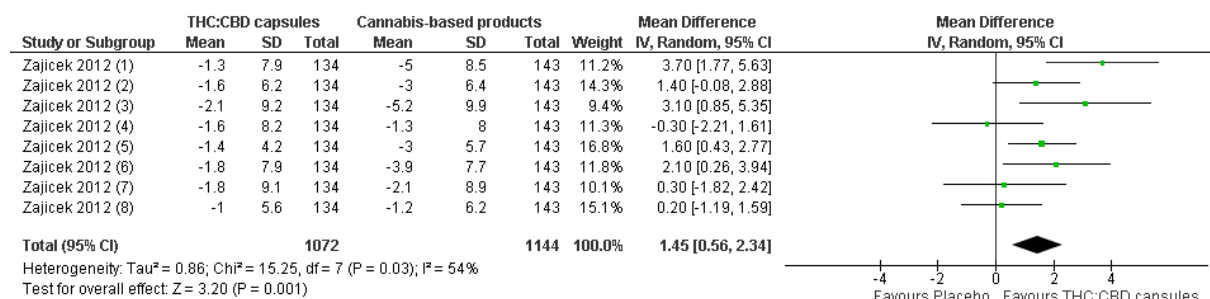 THC:CBD capsules Cannabis-based products Mean Difference Mean Difference
Study or Subgroup Mean SD Total Mean SD Total Weight IV, Random, 95% CI IV, Random, 95% CI
Zajicek 2012 (1) -1.3 7.9 134 -5 8.5 143 11.2% 3.70 [1.77, 5.63]
Zajicek 2012 (2) -1.6 6.2 134 -3 6.4 143 14.3% 1.40 [-0.08, 2.88]
Zajicek 2012 (3) -2.1 9.2 134 -5.2 9.9 143 9.4% 3.10 [0.85, 5.35]
Zajicek 2012 (4) -1.6 8.2 134 -1.3 8 143 11.3% -0.30 [-2.21, 1.61]
Zajicek 2012 (5) -1.4 4.2 134 -3 5.7 143 16.8% 1.60 [0.43, 2.77]
Zajicek 2012 (6) -1.8 7.9 134 -3.9 7.7 143 11.8% 2.10 [0.26, 3.94]
Zajicek 2012 (7) -1.8 9.1 134 -2.1 8.9 143 10.1% 0.30 [-1.82, 2.42]
Zajicek 2012 (8) -1 5.6 134 -1.2 6.2 143 15.1% 0.20 [-1.19, 1.59]
Total (95% CI) 1072 1144 100.0% 1.45 [0.56, 2.34]
Heterogeneity: Tau² = 0.86; Chi² = 15.25, df = 7 (P = 0.03); I² = 54%
Test for overall effect: Z = 3.20 (P = 0.001)
-4 -2 0 2 4
Favours Placebo Favours THC:CBD capsules